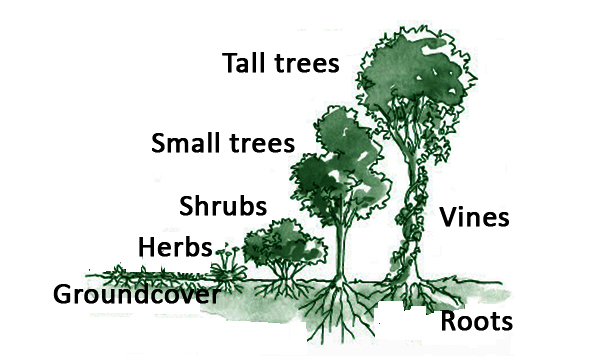 Tall trees
Small trees
Shrubs
Vines
Herbs
Groundcover
Roots